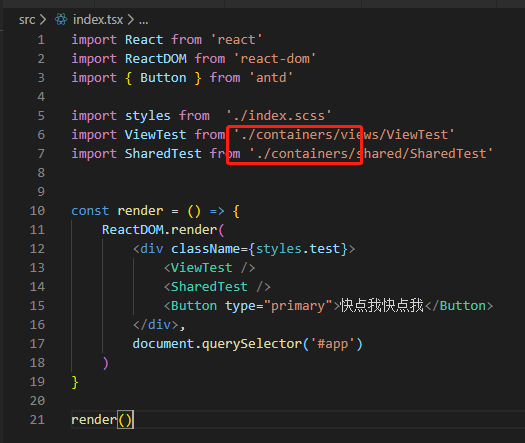 src > index.tsx > ...
1 import React from 'react'
2 import ReactDOM from 'react-dom'
3 import { Button } from 'antd'
4
5 import styles from  './index.scss'
6 import ViewTest from './containers/views/ViewTest'
7 import SharedTest from './containers/shared/SharedTest'
8
9
10 const render = () => {
11     ReactDOM.render(
12         <div className={styles.test}>
13             <ViewTest />
14             <SharedTest />
15             <Button type="primary">快点我快点我</Button>
16         </div>,
17         document.querySelector('#app')
18     )
19 }
20
21 render()